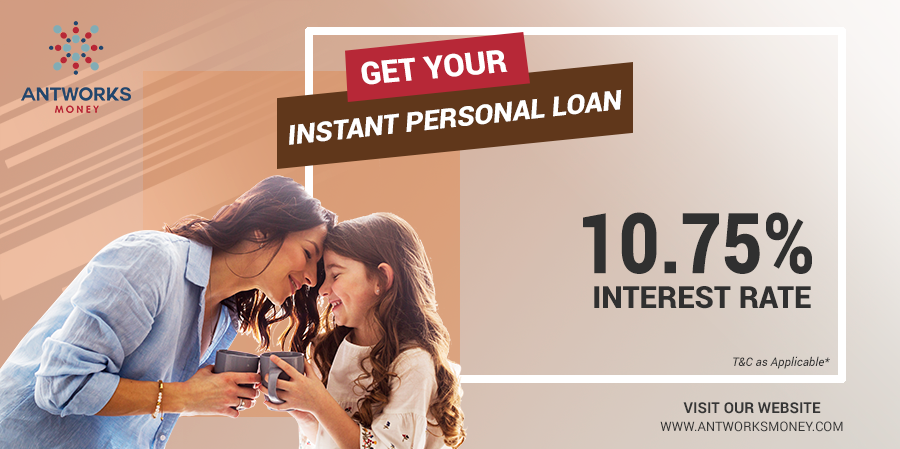 ANTWORKS
MONEY
GET YOUR
INSTANT PERSONAL LOAN
10.75%
INTEREST RATE
T&C as Applicable*
VISIT OUR WEBSITE
WWW.ANTWORKSMONEY.COM